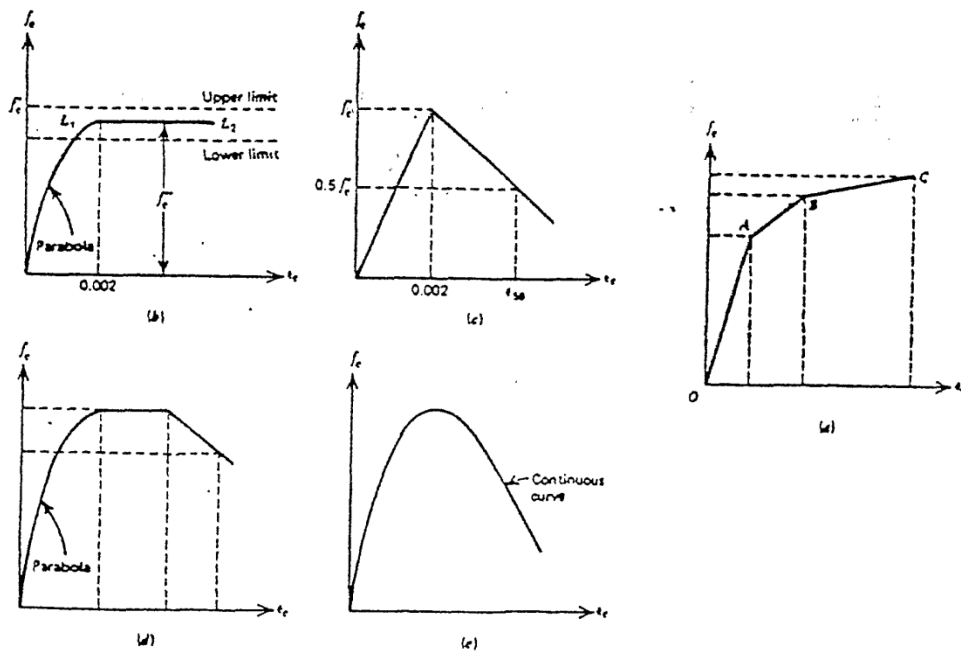 f_c
f_c'
Upper limit
L_1
L_2
Lower limit
f_c'
Parabola
0.002
ε_c
(b)
f_c
f_c'
0.5 f_c'
0.002
ε_50
ε_c
(c)
f_c
A
B
C
O
(a)
f_c
Parabola
ε_c
(d)
f_c
Continuous
curve
ε_c
(e)